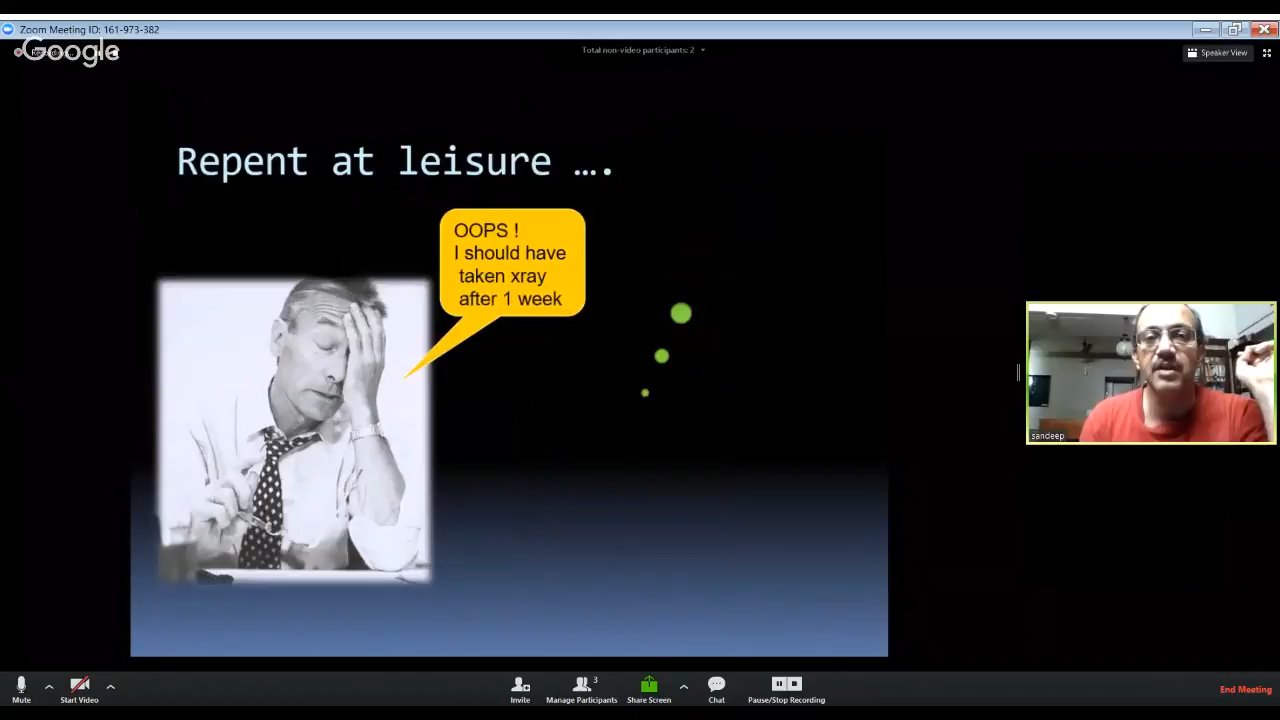 Zoom Meeting ID: 161-973-382
Google
Total non-video participants: 2
Speaker View
Repent at leisure ….
OOPS !
I should have
taken xray
after 1 week
sandeep
Mute
Start Video
Invite
3
Manage Participants
Share Screen
Chat
Pause/Stop Recording
End Meeting